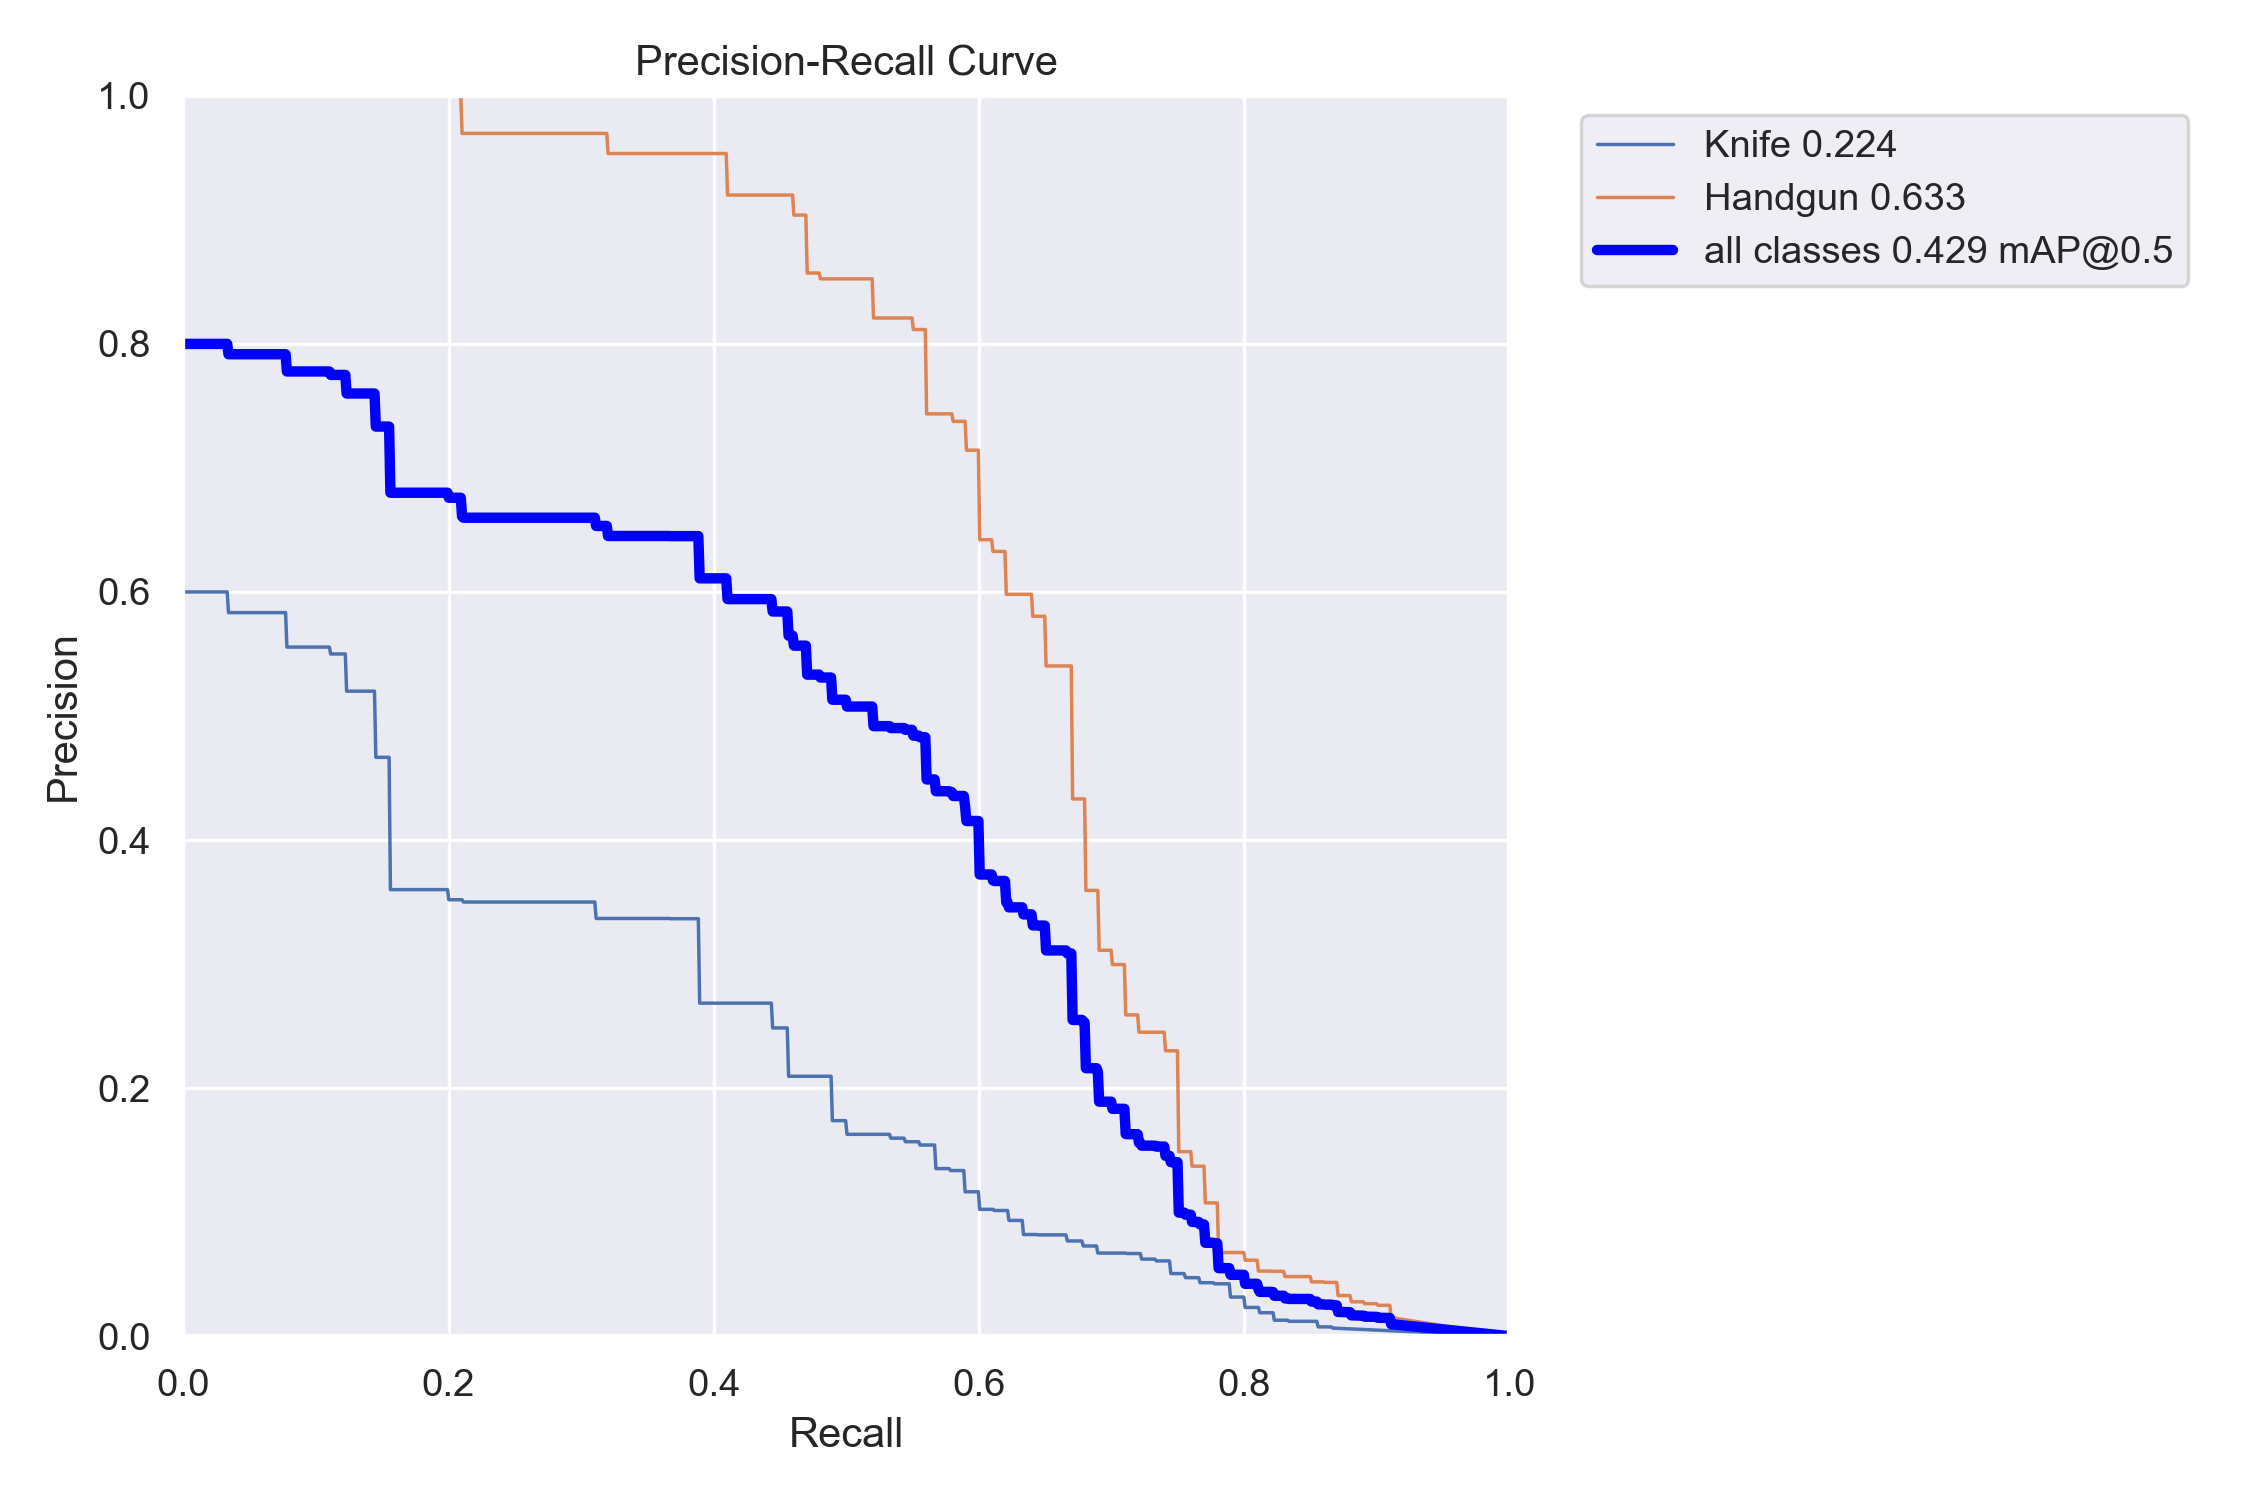 Precision-Recall Curve
Knife 0.224
Handgun 0.633
all classes 0.429 mAP@0.5
Precision
1.0
0.8
0.6
0.4
0.2
0.0
0.0 0.2 0.4 0.6 0.8 1.0
Recall